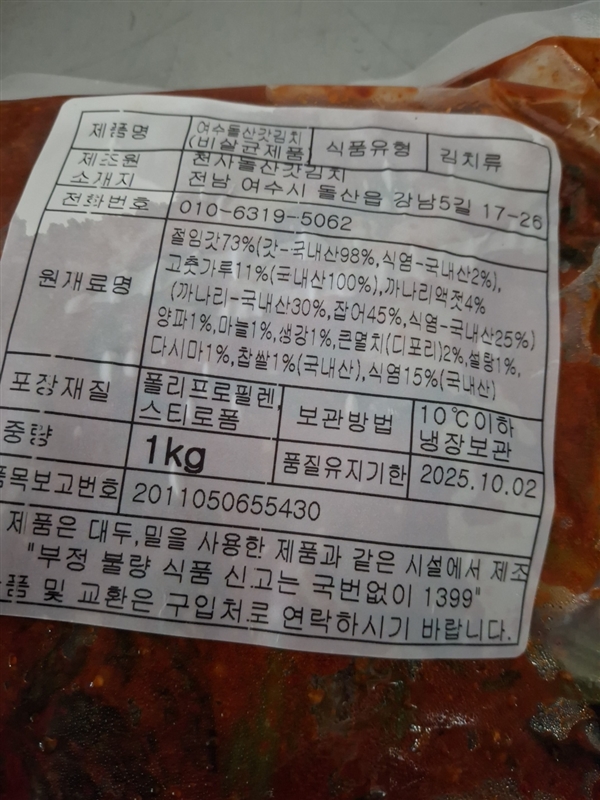 제품명 여수돌산갓김치 (비살균제품) 식품유형 김치류
제조원 천사돌산갓김치
소재지 전남 여수시 돌산읍 강남5길 17-26
전화번호 010-6319-5062
원재료명 절임갓73%(갓-국내산98%,식염-국내산2%),
고춧가루11%(국내산100%),까나리액젓4%
(까나리-국내산30%,잡어45%,식염-국내산25%)
양파1%,마늘1%,생강1%,큰멸치(디포리)2%,설탕1%,
다시마1%,찹쌀1%(국내산),식염15%(국내산)
포장재질 폴리프로필렌, 스티로폼 보관방법 10℃이하 냉장보관
중량 1kg 품질유지기한 2025.10.02
품목보고번호 2011050655430
제품은 대두,밀을 사용한 제품과 같은 시설에서 제조
"부정 불량 식품 신고는 국번없이 1399"
품 및 교환은 구입처로 연락하시기 바랍니다.